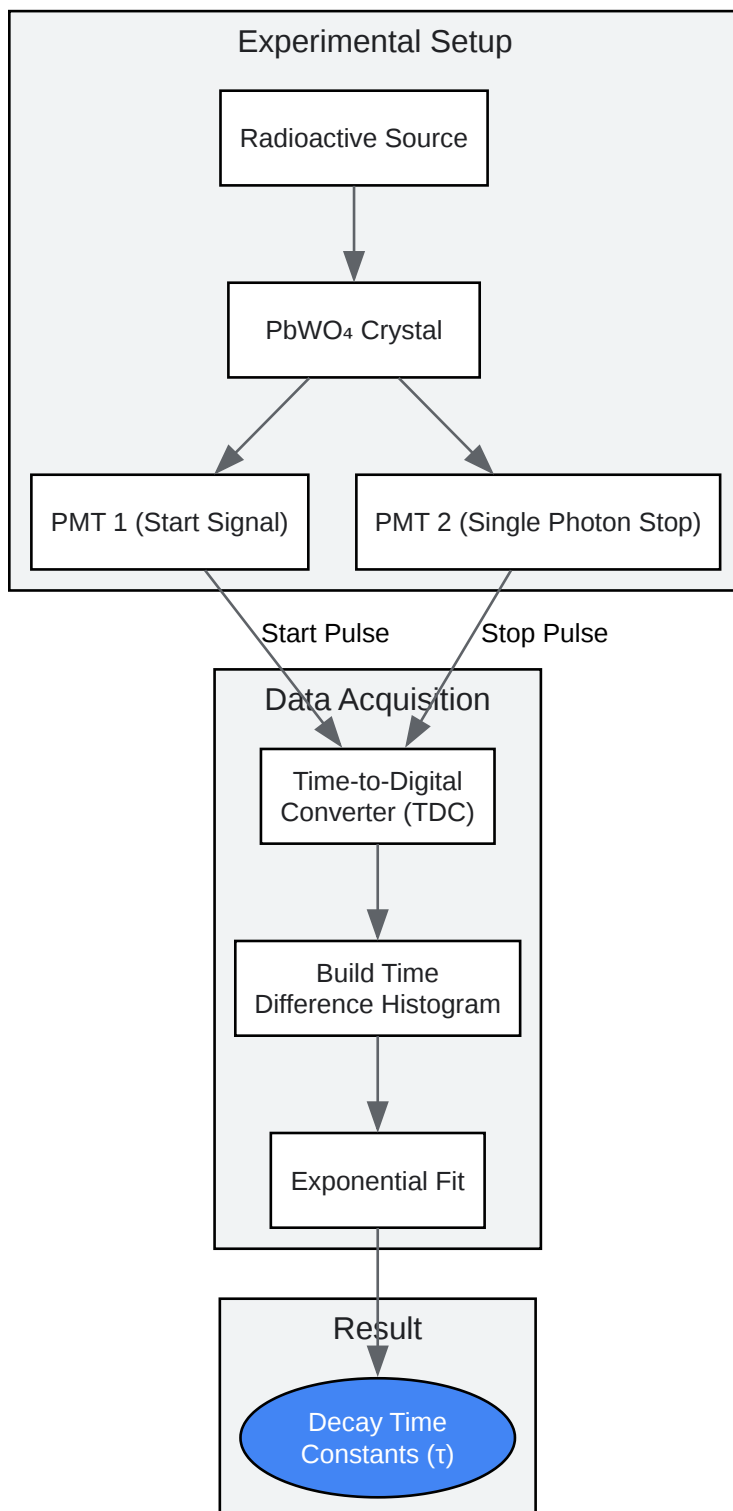 Experimental Setup
Radioactive Source
PbWO₄ Crystal
PMT 1 (Start Signal)
PMT 2 (Single Photon Stop)
Start Pulse
Stop Pulse
Data Acquisition
Time-to-Digital
Converter (TDC)
Build Time
Difference Histogram
Exponential Fit
Result
Decay Time
Constants (τ)